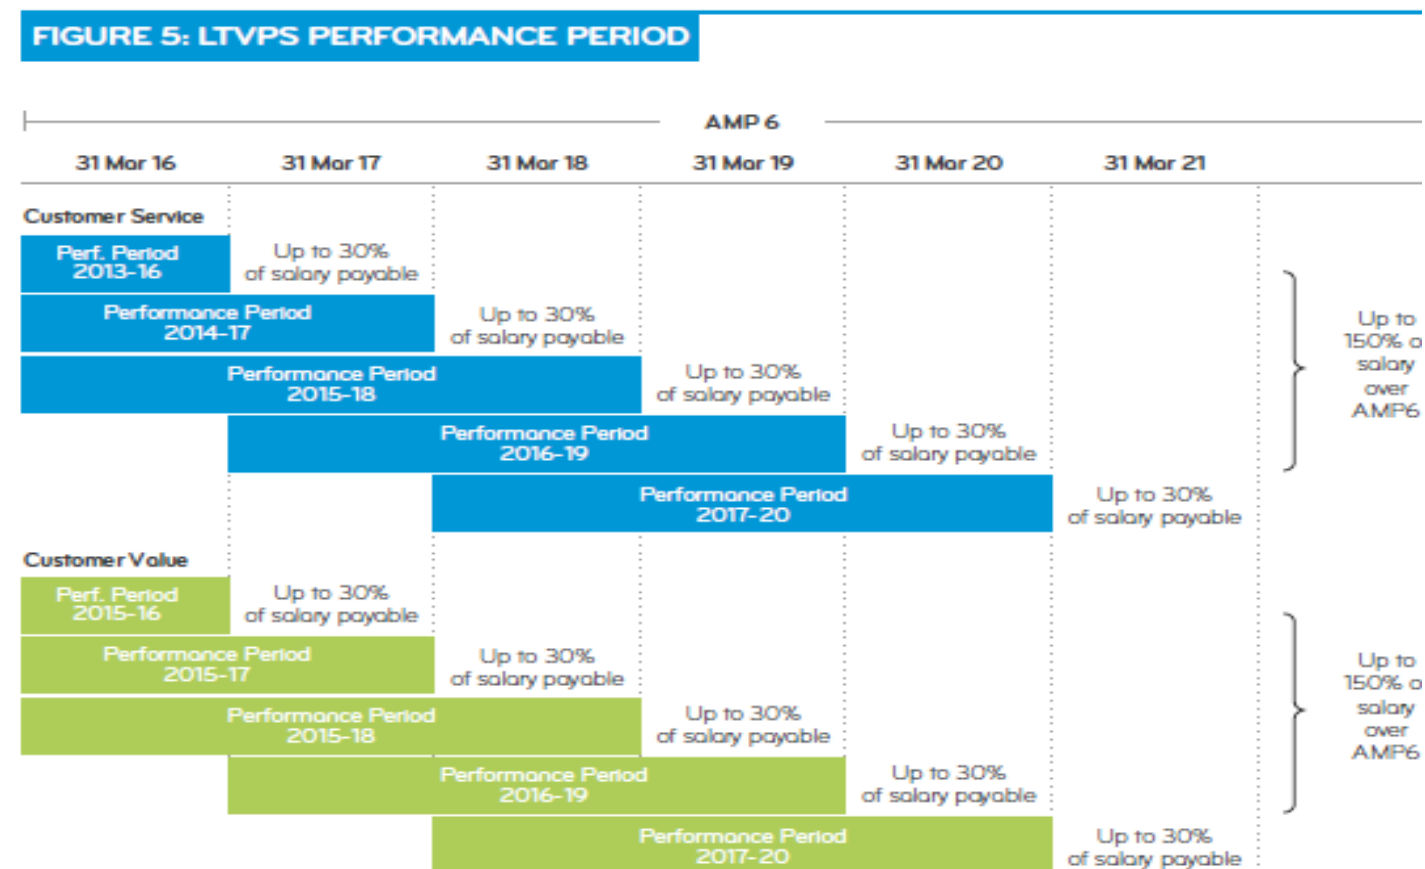 FIGURE 5: LTVPS PERFORMANCE PERIOD
AMP 6
31 Mar 16
31 Mar 17
31 Mar 18
31 Mar 19
31 Mar 20
31 Mar 21
Customer Service
Perf. Period
2013-16
Up to 30%
of salary payable
Performance Period
2014-17
Up to 30%
of salary payable
Performance Period
2015-18
Up to 30%
of salary payable
Performance Period
2016-19
Up to 30%
of salary payable
Performance Period
2017-20
Up to 30%
of salary payable
Up to
150% o
salary
over
AMP6
Customer Value
Perf. Period
2015-16
Up to 30%
of salary payable
Performance Period
2015-17
Up to 30%
of salary payable
Performance Period
2015-18
Up to 30%
of salary payable
Performance Period
2016-19
Up to 30%
of salary payable
Performance Period
2017-20
Up to 30%
of salary payable
Up to
150% o
salary
over
AMP6